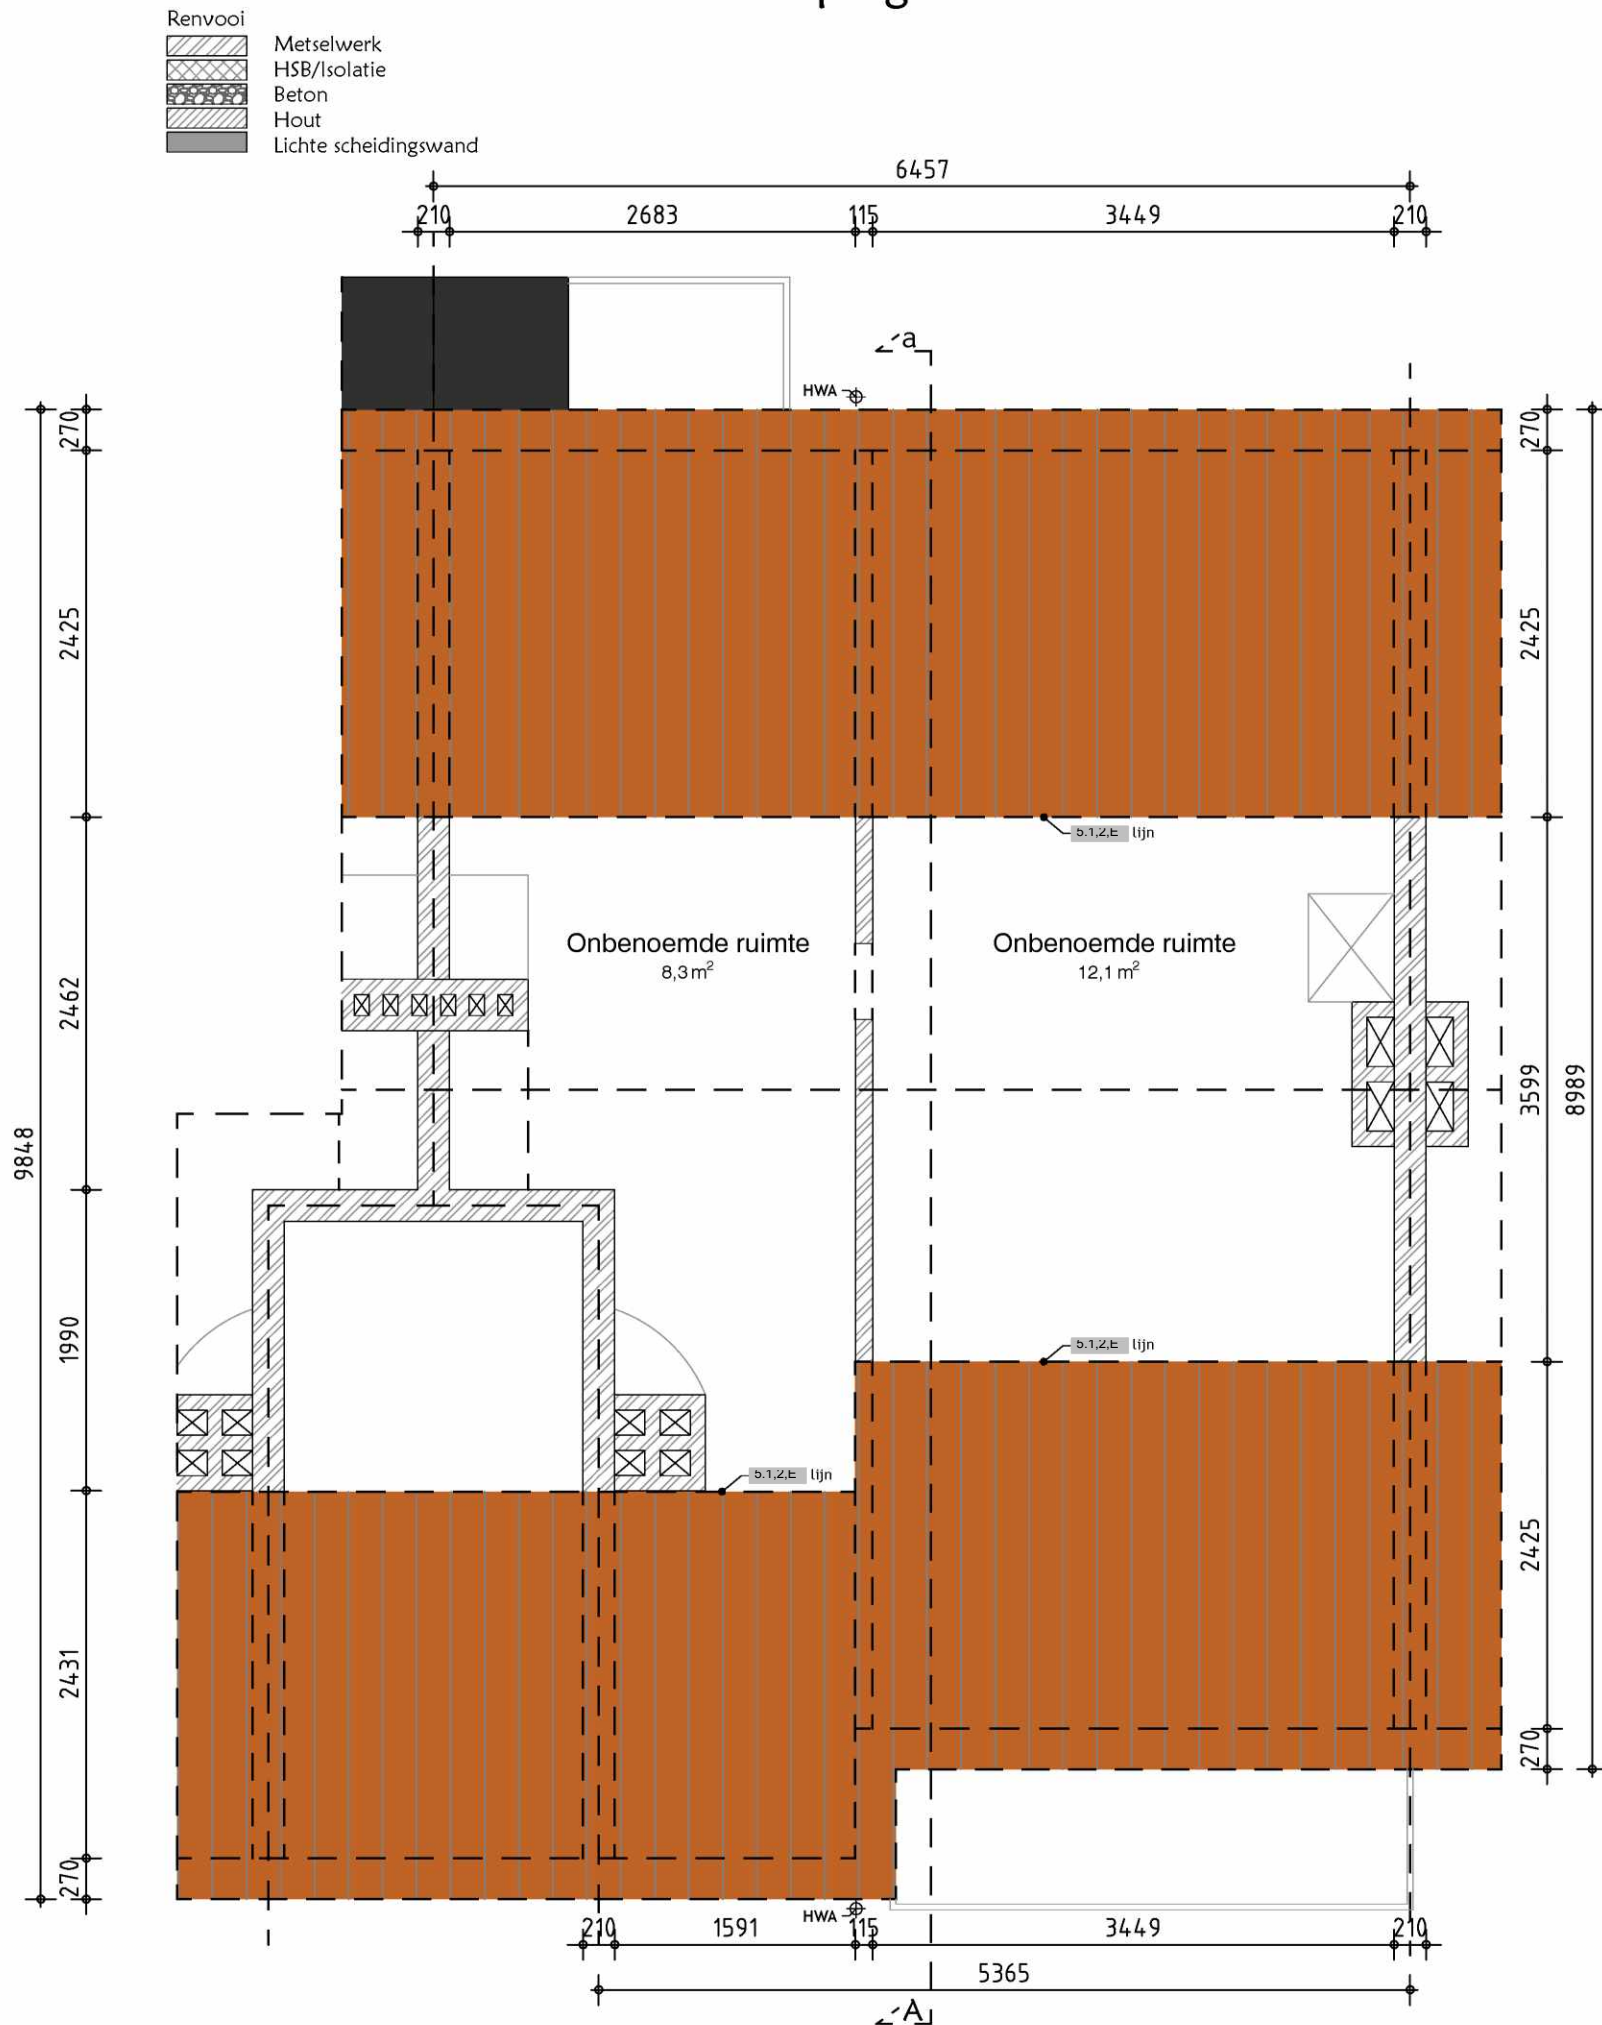 Renvooi
Metselwerk
HSB/Isolatie
Beton
Hout
Lichte scheidingswand
6457
210
2683
115
3449
210
a
HWA
270
270
2425
2425
lijn
Onbenoemde ruimte
8,3 m²
Onbenoemde ruimte
12,1 m²
2462
3599
8989
9848
1990
lijn
lijn
2425
2431
270
270
HWA
210
1591
115
3449
210
5365
A